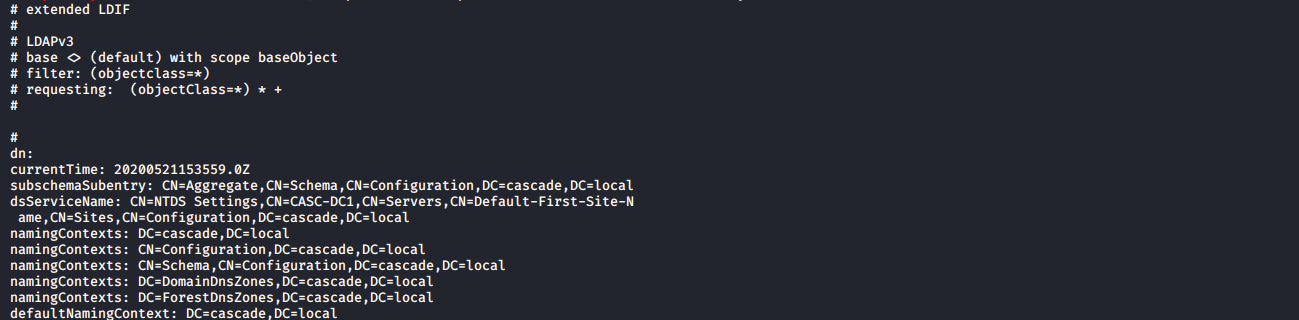 # extended LDIF
#
# LDAPv3
# base <> (default) with scope baseObject
# filter: (objectclass=*)
# requesting:  (objectClass=*) * +
#
#
dn:
currentTime: 20200521153559.0Z
subschemaSubentry: CN=Aggregate,CN=Schema,CN=Configuration,DC=cascade,DC=local
dsServiceName: CN=NTDS Settings,CN=CASC-DC1,CN=Servers,CN=Default-First-Site-N
 ame,CN=Sites,CN=Configuration,DC=cascade,DC=local
namingContexts: DC=cascade,DC=local
namingContexts: CN=Configuration,DC=cascade,DC=local
namingContexts: CN=Schema,CN=Configuration,DC=cascade,DC=local
namingContexts: DC=DomainDnsZones,DC=cascade,DC=local
namingContexts: DC=ForestDnsZones,DC=cascade,DC=local
defaultNamingContext: DC=cascade,DC=local